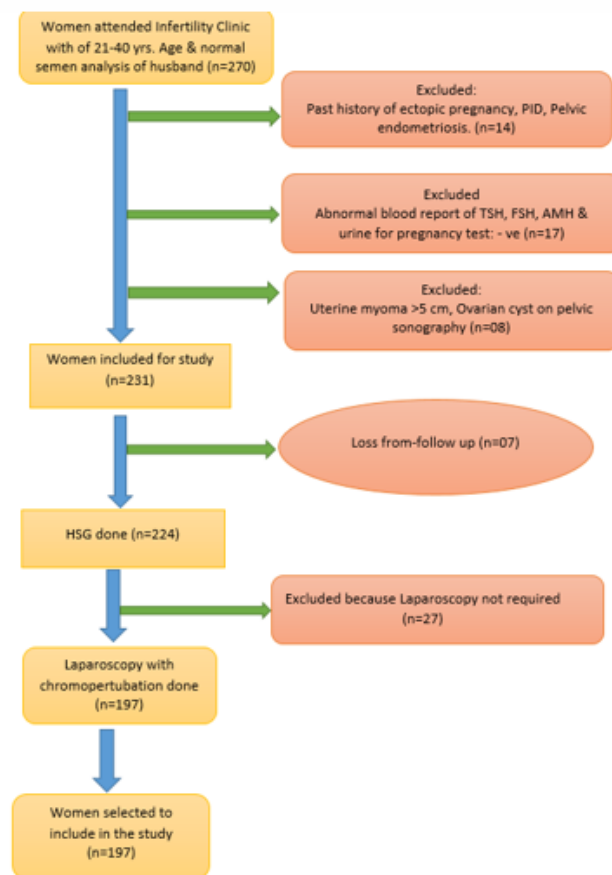 Women attended Infertility Clinic
with of 21-40 yrs. Age & normal
semen analysis of husband (n=270)
Excluded:
Past history of ectopic pregnancy, PID, Pelvic
endometriosis. (n=14)
Excluded
Abnormal blood report of TSH, FSH, AMH &
urine for pregnancy test: - ve (n=17)
Excluded:
Uterine myoma >5 cm, Ovarian cyst on pelvic
sonography (n=08)
Women included for study
(n=231)
Loss from-follow up (n=07)
HSG done (n=224)
Excluded because Laparoscopy not required
(n=27)
Laparoscopy with
chromopertubation done
(n=197)
Women selected to
include in the study
(n=197)